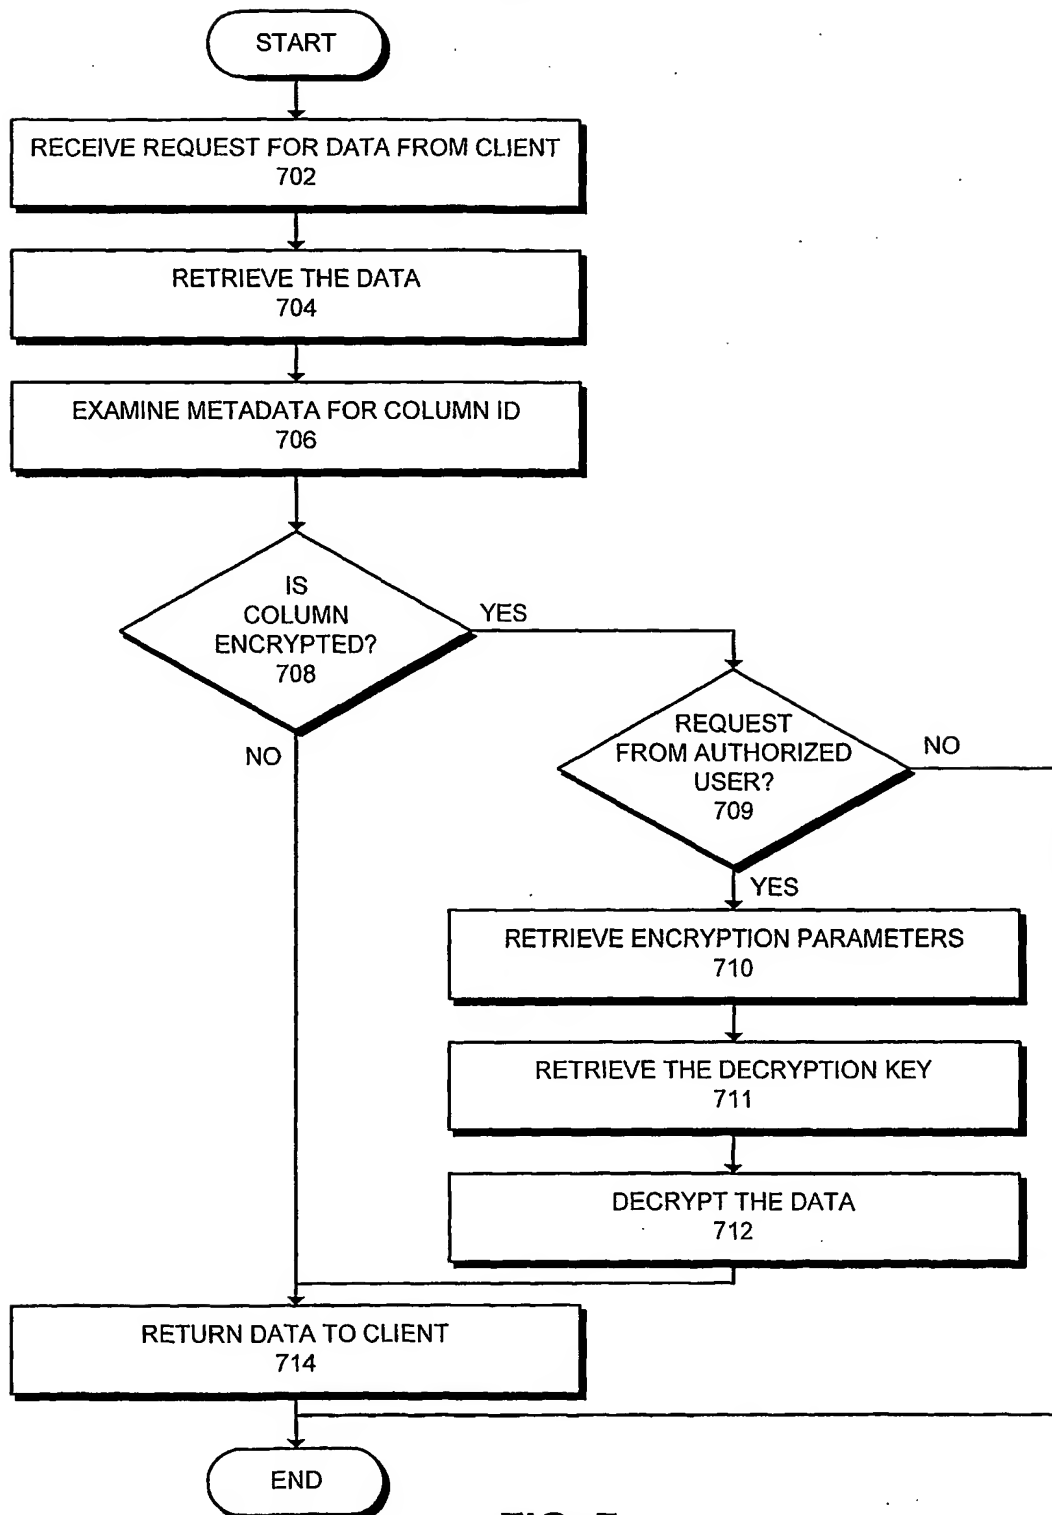 START
RECEIVE REQUEST FOR DATA FROM CLIENT
702
RETRIEVE THE DATA
704
EXAMINE METADATA FOR COLUMN ID
706
IS
COLUMN
ENCRYPTED?
708
YES
NO
REQUEST
FROM AUTHORIZED
USER?
709
NO
YES
RETRIEVE ENCRYPTION PARAMETERS
710
RETRIEVE THE DECRYPTION KEY
711
DECRYPT THE DATA
712
RETURN DATA TO CLIENT
714
END